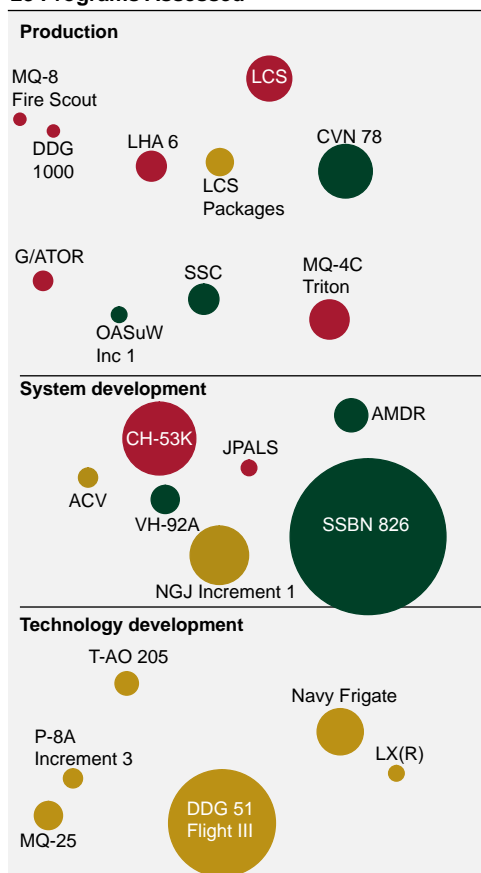 Production
LCS
MQ-8
Fire Scout
DDG
1000
LHA 6
LCS
Packages
CVN 78
G/ATOR
SSC
MQ-4C
Triton
OASuW
Inc 1
System development
AMDR
CH-53K
JPALS
ACV
VH-92A
SSBN 826
NGJ Increment 1
Technology development
T-AO 205
Navy Frigate
P-8A
Increment 3
LX(R)
DDG 51
Flight III
MQ-25